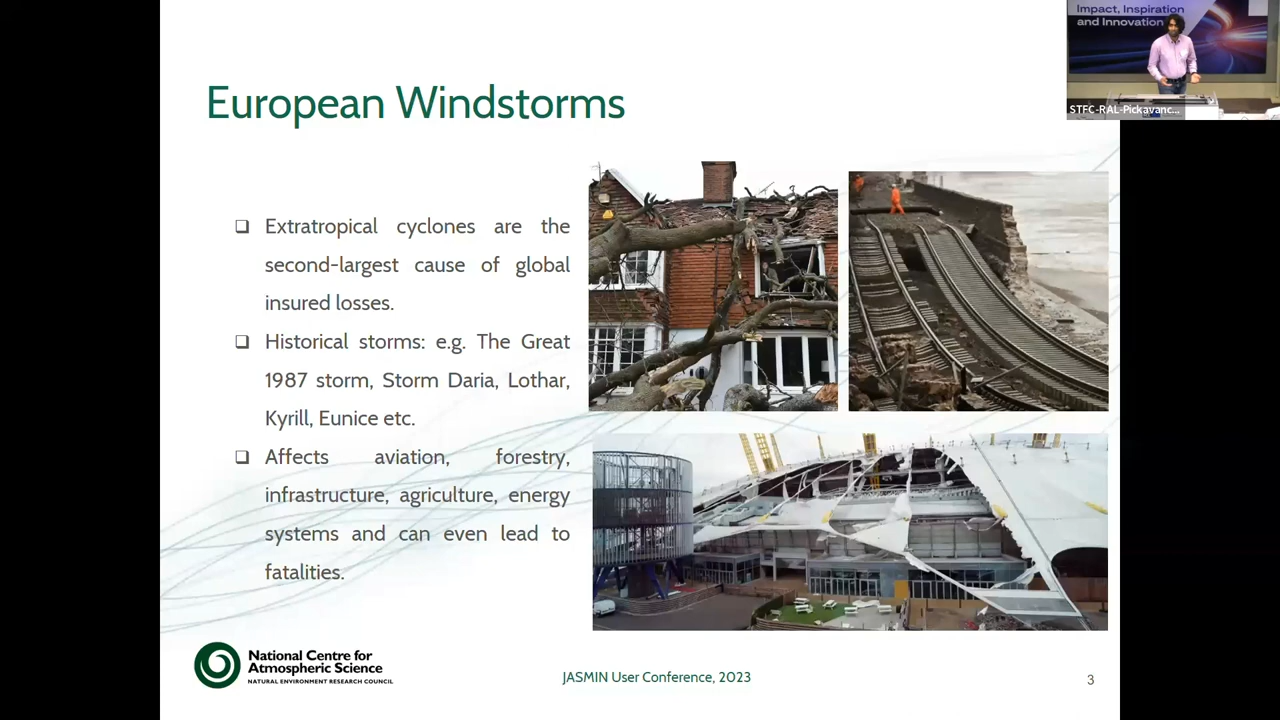 Impact, Inspiration
and Innovation
STFC-RAL-Pickavanc...
European Windstorms
❑ Extratropical cyclones are the
second-largest cause of global
insured losses.
❑ Historical storms: e.g. The Great
1987 storm, Storm Daria, Lothar,
Kyrill, Eunice etc.
❑ Affects aviation, forestry,
infrastructure, agriculture, energy
systems and can even lead to
fatalities.
National Centre for
Atmospheric Science
NATURAL ENVIRONMENT RESEARCH COUNCIL
JASMIN User Conference, 2023
3